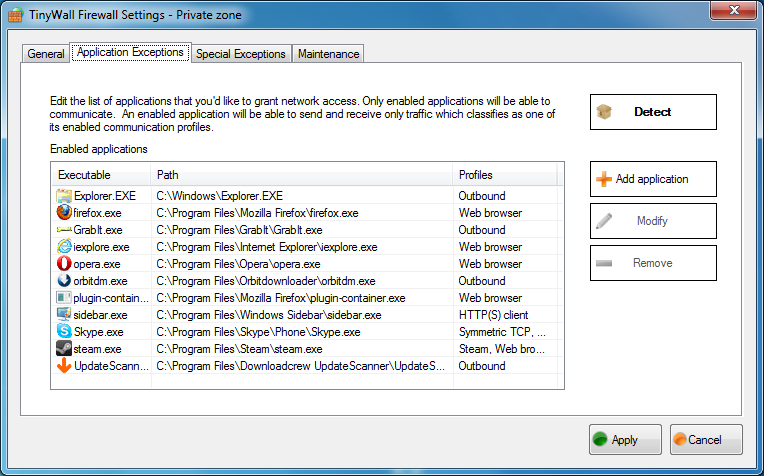 TinyWall Firewall Settings - Private zone
General Application Exceptions Special Exceptions Maintenance
Edit the list of applications that you'd like to grant network access. Only enabled applications will be able to
communicate. An enabled application will be able to send and receive only traffic which classifies as one of
its enabled communication profiles.
Enabled applications
Executable Path Profiles
Explorer.EXE C:\Windows\Explorer.EXE Outbound
firefox.exe C:\Program Files\Mozilla Firefox\firefox.exe Web browser
GrabIt.exe C:\Program Files\GrabIt\GrabIt.exe Outbound
iexplore.exe C:\Program Files\Internet Explorer\iexplore.exe Web browser
opera.exe C:\Program Files\Opera\opera.exe Web browser
orbitdm.exe C:\Program Files\Orbitdownloader\orbitdm.exe Outbound
plugin-contain... C:\Program Files\Mozilla Firefox\plugin-container.exe Web browser
sidebar.exe C:\Program Files\Windows Sidebar\sidebar.exe HTTP(S) client
Skype.exe C:\Program Files\Skype\Phone\Skype.exe Symmetric TCP, ...
steam.exe C:\Program Files\Steam\steam.exe Steam, Web bro...
UpdateScann... C:\Program Files\Downloadcrew UpdateScanner\UpdateS... Outbound
Detect
Add application
Modify
Remove
Apply
Cancel